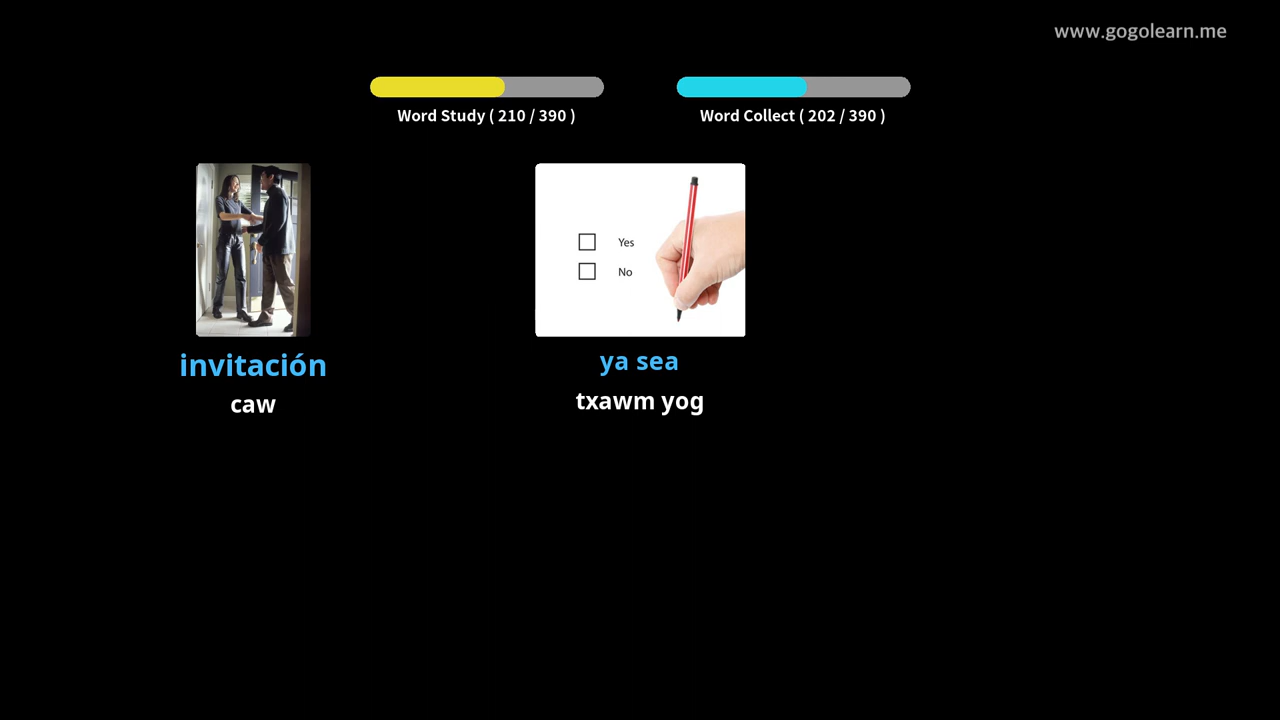 www.gogolearn.me
Word Study ( 210 / 390 )
Word Collect ( 202 / 390 )
Yes
No
invitación
caw
ya sea
txawm yog